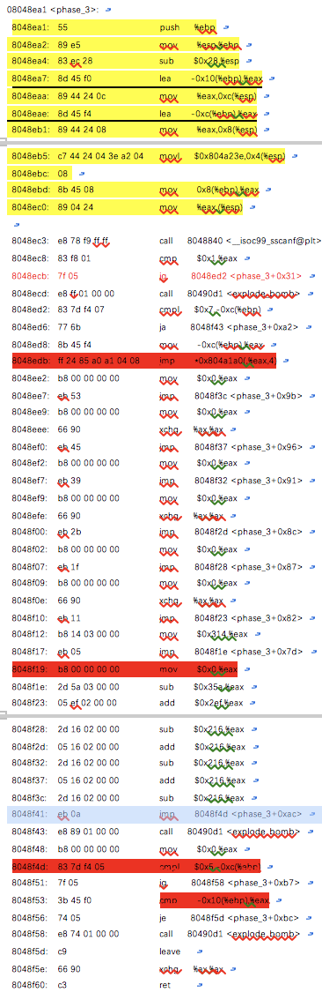 08048ea1 <phase_3>:
8048ea1: 55 push %ebp
8048ea2: 89 e5 mov %esp,%ebp
8048ea4: 83 ec 28 sub $0x28,%esp
8048ea7: 8d 45 f0 lea -0x10(%ebp),%eax
8048eaa: 89 44 24 0c mov %eax,0xc(%esp)
8048eae: 8d 45 f4 lea -0xc(%ebp),%eax
8048eb1: 89 44 24 08 mov %eax,0x8(%esp)
8048eb5: c7 44 24 04 3e a2 04 movl $0x804a23e,0x4(%esp)
8048ebc: 08
8048ebd: 8b 45 08 mov 0x8(%ebp),%eax
8048ec0: 89 04 24 mov %eax,(%esp)
8048ec3: e8 78 f9 ff ff call 8048840 <__isoc99_sscanf@plt>
8048ec8: 83 f8 01 cmp $0x1,%eax
8048ecb: 7f 05 jg 8048ed2 <phase_3+0x31>
8048ecd: e8 ff 01 00 00 call 80490d1 <explode_bomb>
8048ed2: 83 7d f4 07 cmpl $0x7,-0xc(%ebp)
8048ed6: 77 6b ja 8048f43 <phase_3+0xa2>
8048ed8: 8b 45 f4 mov -0xc(%ebp),%eax
8048edb: ff 24 85 a0 a1 04 08 jmp *0x804a1a0(,%eax,4)
8048ee2: b8 00 00 00 00 mov $0x0,%eax
8048ee7: eb 53 jmp 8048f3c <phase_3+0x9b>
8048ee9: b8 00 00 00 00 mov $0x0,%eax
8048eee: 66 90 xchg %ax,%ax
8048ef0: eb 45 jmp 8048f37 <phase_3+0x96>
8048ef2: b8 00 00 00 00 mov $0x0,%eax
8048ef7: eb 39 jmp 8048f32 <phase_3+0x91>
8048ef9: b8 00 00 00 00 mov $0x0,%eax
8048efe: 66 90 xchg %ax,%ax
8048f00: eb 2b jmp 8048f2d <phase_3+0x8c>
8048f02: b8 00 00 00 00 mov $0x0,%eax
8048f07: eb 1f jmp 8048f28 <phase_3+0x87>
8048f09: b8 00 00 00 00 mov $0x0,%eax
8048f0e: 66 90 xchg %ax,%ax
8048f10: eb 11 jmp 8048f23 <phase_3+0x82>
8048f12: b8 14 03 00 00 mov $0x314,%eax
8048f17: eb 05 jmp 8048f1e <phase_3+0x7d>
8048f19: b8 00 00 00 00 mov $0x0,%eax
8048f1e: 2d 5a 03 00 00 sub $0x35a,%eax
8048f23: 05 ef 02 00 00 add $0x2ef,%eax
8048f28: 2d 16 02 00 00 sub $0x216,%eax
8048f2d: 05 16 02 00 00 add $0x216,%eax
8048f32: 2d 16 02 00 00 sub $0x216,%eax
8048f37: 05 16 02 00 00 add $0x216,%eax
8048f3c: 2d 16 02 00 00 sub $0x216,%eax
8048f41: eb 0a jmp 8048f4d <phase_3+0xac>
8048f43: e8 89 01 00 00 call 80490d1 <explode_bomb>
8048f48: b8 00 00 00 00 mov $0x0,%eax
8048f4d: 83 7d f4 05 cmpl $0x5,-0xc(%ebp)
8048f51: 7f 05 jg 8048f58 <phase_3+0xb7>
8048f53: 3b 45 f0 cmp -0x10(%ebp),%eax
8048f56: 74 05 je 8048f5d <phase_3+0xbc>
8048f58: e8 74 01 00 00 call 80490d1 <explode_bomb>
8048f5d: c9 leave
8048f5e: 66 90 xchg %ax,%ax
8048f60: c3 ret